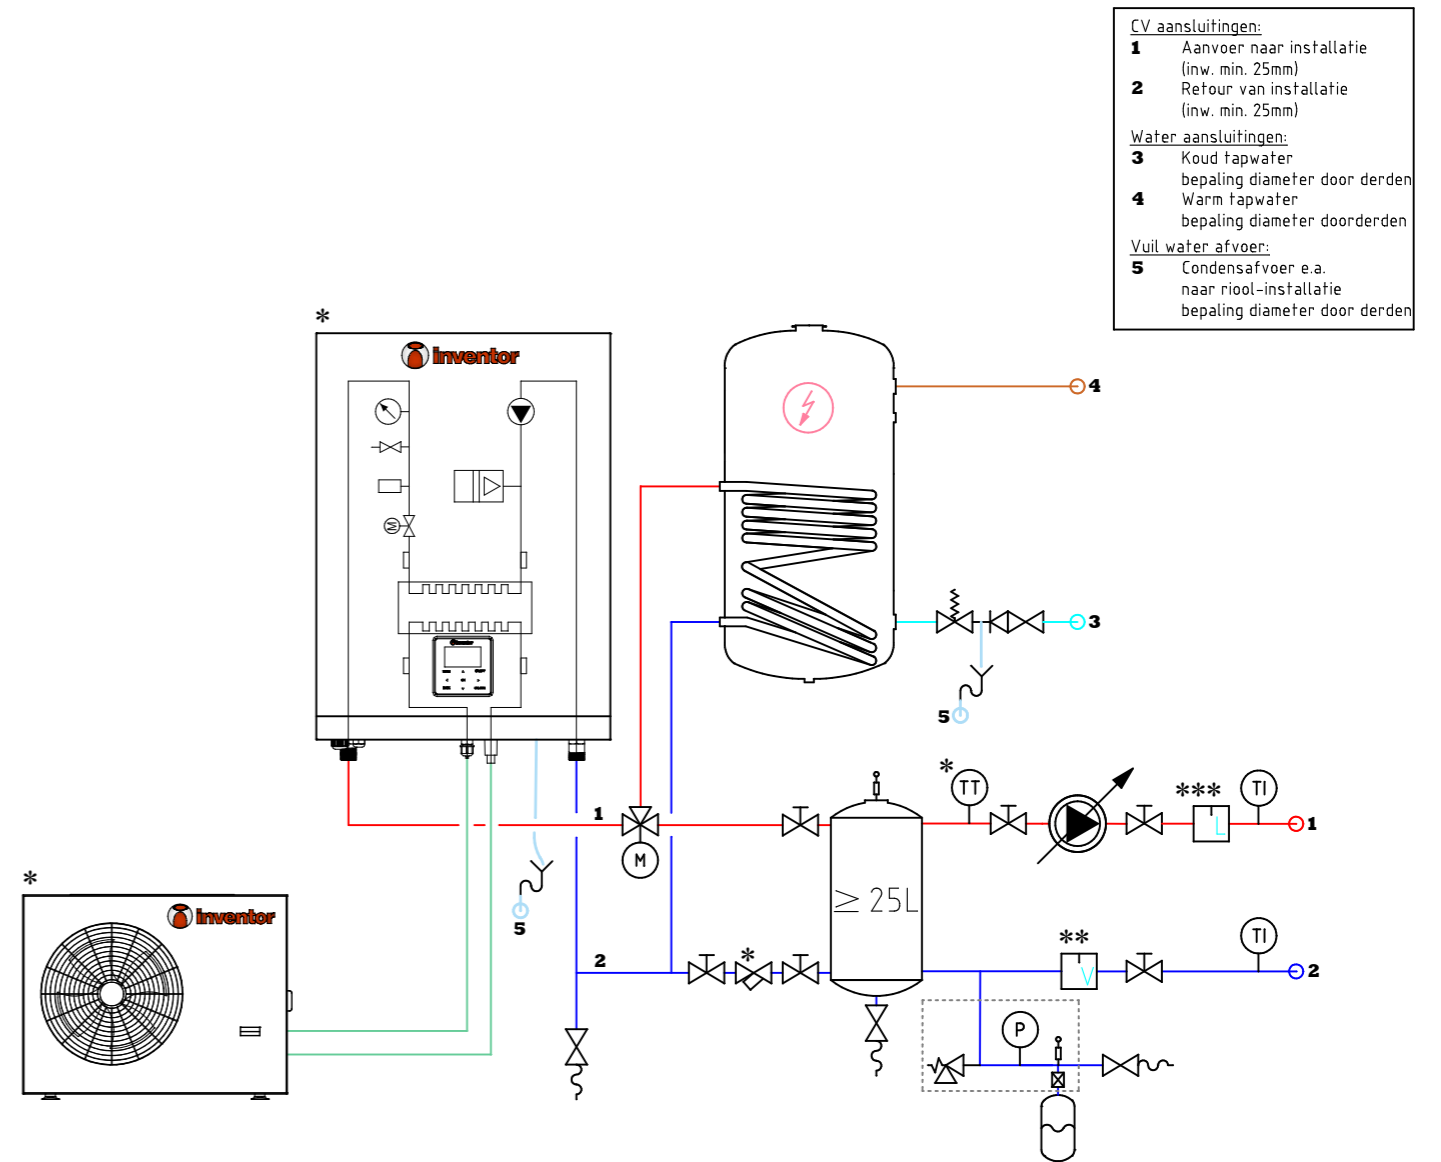 CV aansluitingen:
1 Aanvoer naar installatie
(inw. min. 25mm)
2 Retour van installatie
(inw. min. 25mm)
Water aansluitingen:
3 Koud tapwater
bepaling diameter door derden
4 Warm tapwater
bepaling diameter doorderden
Vuil water afvoer:
5 Condensafvoer e.a.
naar riool-installatie
bepaling diameter door derden
*
inventor
4
M
3
5
* TT
*** TI
L
1
1
M
≥ 25L
5
*
inventor
2
*
** TI
V
2
P